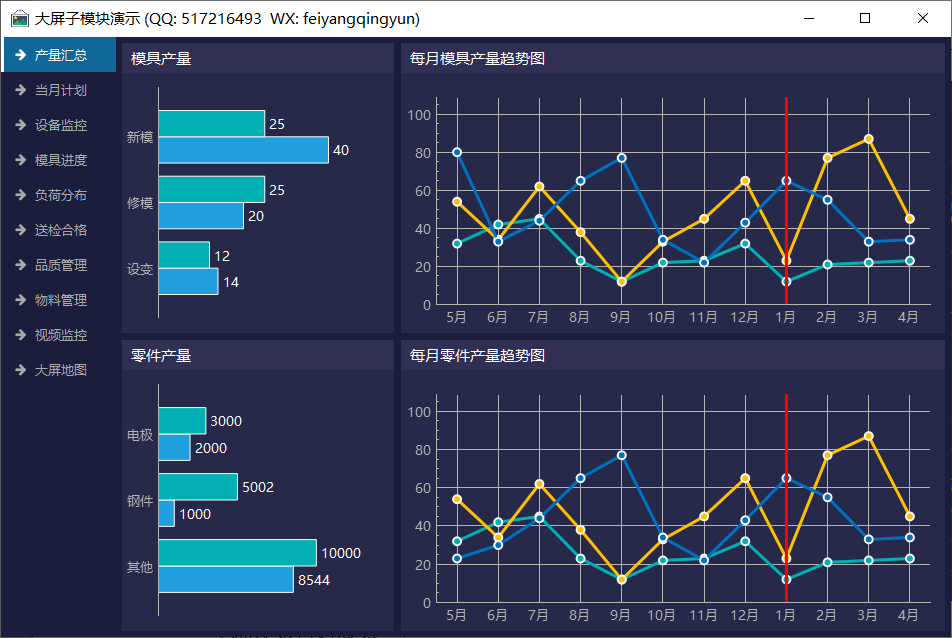 大屏子模块演示 (QQ: 517216493  WX: feiyangqingyun)
产量汇总
当月计划
设备监控
模具进度
负荷分布
送检合格
品质管理
物料管理
视频监控
大屏地图
模具产量
新模
25
40
修模
25
20
设变
12
14
每月模具产量趋势图
100
80
60
40
20
0
5月 6月 7月 8月 9月 10月 11月 12月 1月 2月 3月 4月
零件产量
电极
3000
2000
钢件
5002
1000
其他
10000
8544
每月零件产量趋势图
100
80
60
40
20
0
5月 6月 7月 8月 9月 10月 11月 12月 1月 2月 3月 4月